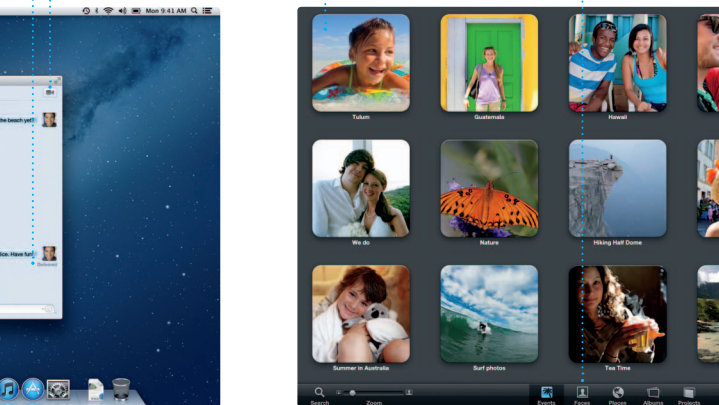 Mon 9:41 AM
the beach yet?
ice. Have fun!
Delivered
Tulum
Guatemala
Hawaii
We do
Nature
Hiking Half Dome
Summer in Australia
Surf photos
Tea Time
Search
Zoom
Events
Faces
Places
Albums
Projects